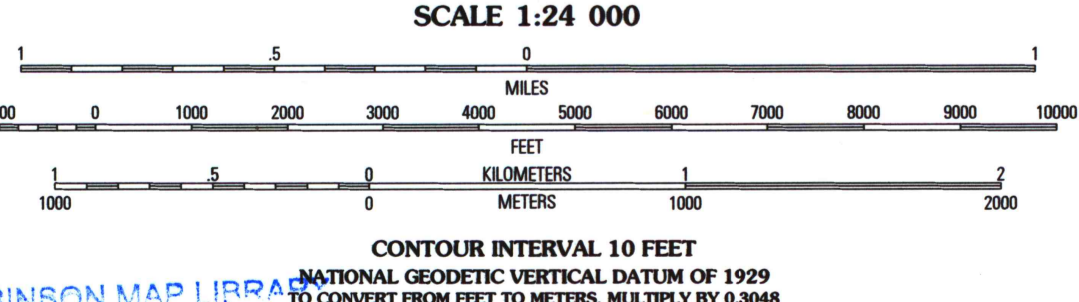 SCALE 1:24 000
1 .5 0 1
MILES
0 1000 2000 3000 4000 5000 6000 7000 8000 9000 10000
FEET
1 .5 0 KILOMETERS 1 2
1000 0 METERS 1000 2000
CONTOUR INTERVAL 10 FEET
NATIONAL GEODETIC VERTICAL DATUM OF 1929
MAP LIBRARY
TO CONVERT FROM FEET TO METERS, MULTIPLY BY 0.3048